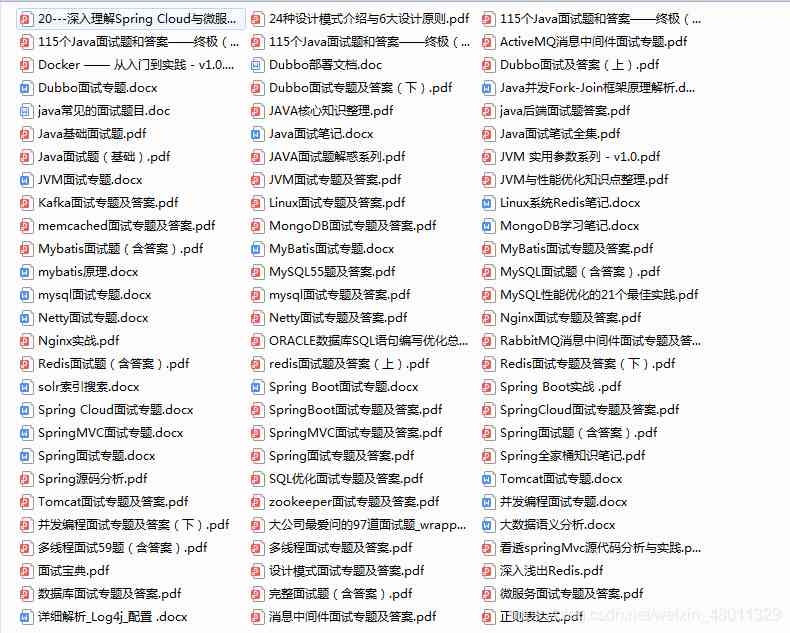 20---深入理解Spring Cloud与微服... 24种设计模式介绍与6大设计原则.pdf 115个Java面试题和答案——终极（...
115个Java面试题和答案——终极（... 115个Java面试题和答案——终极（... ActiveMQ消息中间件面试专题.pdf
Docker —— 从入门到实践 - v1.0.... Dubbo部署文档.doc Dubbo面试及答案（上）.pdf
Dubbo面试专题.docx Dubbo面试专题及答案（下）.pdf Java并发Fork-Join框架原理解析.d...
java常见的面试题目.doc JAVA核心知识整理.pdf java后端面试题答案.pdf
Java基础面试题.pdf Java面试笔记.docx Java面试笔试全集.pdf
Java面试题（基础）.pdf JAVA面试题解惑系列.pdf JVM 实用参数系列 - v1.0.pdf
JVM面试专题.docx JVM面试专题及答案.pdf JVM与性能优化知识点整理.pdf
Kafka面试专题及答案.pdf Linux面试专题及答案.pdf Linux系统Redis笔记.docx
memcached面试专题及答案.pdf MongoDB面试专题及答案.pdf MongoDB学习笔记.docx
Mybatis面试题（含答案）.pdf MyBatis面试专题.docx MyBatis面试专题及答案.pdf
mybatis原理.docx MySQL55题及答案.pdf MySQL面试题（含答案）.pdf
mysql面试专题.docx mysql面试专题及答案.pdf MySQL性能优化的21个最佳实践.pdf
Netty面试专题.docx Netty面试专题及答案.pdf Nginx面试专题及答案.pdf
Nginx实战.pdf ORACLE数据库SQL语句编写优化总... RabbitMQ消息中间件面试专题及答...
Redis面试题（含答案）.pdf redis面试题及答案（上）.pdf Redis面试专题及答案（下）.pdf
solr索引搜索.docx Spring Boot面试专题.docx Spring Boot实战 .pdf
Spring Cloud面试专题.docx SpringBoot面试专题及答案.pdf SpringCloud面试专题及答案.pdf
SpringMVC面试专题.docx SpringMVC面试专题及答案.pdf Spring面试题（含答案）.pdf
Spring面试专题.docx Spring面试专题及答案.pdf Spring全家桶知识笔记.pdf
Spring源码分析.pdf SQL优化面试专题及答案.pdf Tomcat面试专题.docx
Tomcat面试专题及答案.pdf zookeeper面试专题及答案.pdf 并发编程面试专题.docx
并发编程面试专题及答案（下）.pdf 大公司最爱问的97道面试题_wrapp... 大数据语义分析.docx
多线程面试59题（含答案）.pdf 多线程面试专题及答案.pdf 看透springMvc源代码分析与实践.p...
面试宝典.pdf 设计模式面试专题及答案.pdf 深入浅出Redis.pdf
数据库面试专题及答案.pdf 完整面试题（含答案）.pdf 微服务面试专题及答案.pdf
详细解析_Log4j_配置 .docx 消息中间件面试专题及答案.pdf 正则表达式.pdf
csdn.net/weixin_48011329